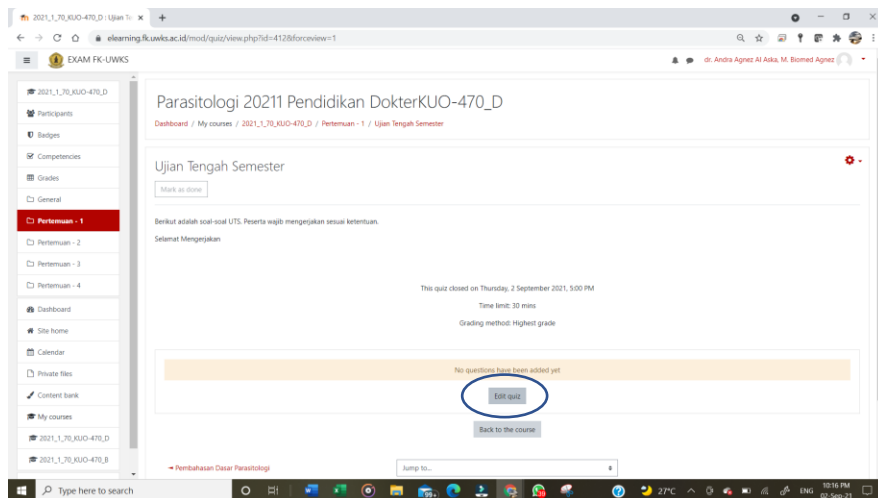 2021_1_70_KUO-470_D : Ujian Te
elearning.fk.uwks.ac.id/mod/quiz/view.php?id=412&forceview=1
EXAM FK-UWKS
dr. Andra Agnez Al Aska, M. Biomed Agnez
2021_1_70_KUO-470_D
Participants
Badges
Competencies
Grades
General
Pertemuan - 1
Pertemuan - 2
Pertemuan - 3
Pertemuan - 4
Dashboard
Site home
Calendar
Private files
Content bank
My courses
2021_1_70_KUO-470_D
2021_1_70_KUO-470_B
Parasitologi 20211 Pendidikan DokterKUO-470_D
Dashboard / My courses / 2021_1_70_KUO-470_D / Pertemuan - 1 / Ujian Tengah Semester
Ujian Tengah Semester
Mark as done
Berikut adalah soal-soal UTS. Peserta wajib mengerjakan sesuai ketentuan.
Selamat Mengerjakan
This quiz closed on Thursday, 2 September 2021, 5:00 PM
Time limit: 30 mins
Grading method: Highest grade
No questions have been added yet
Edit quiz
Back to the course
◄ Pembahasan Dasar Parasitologi
Jump to...
Type here to search
99+
27°C
ENG
10:16 PM
02-Sep-21